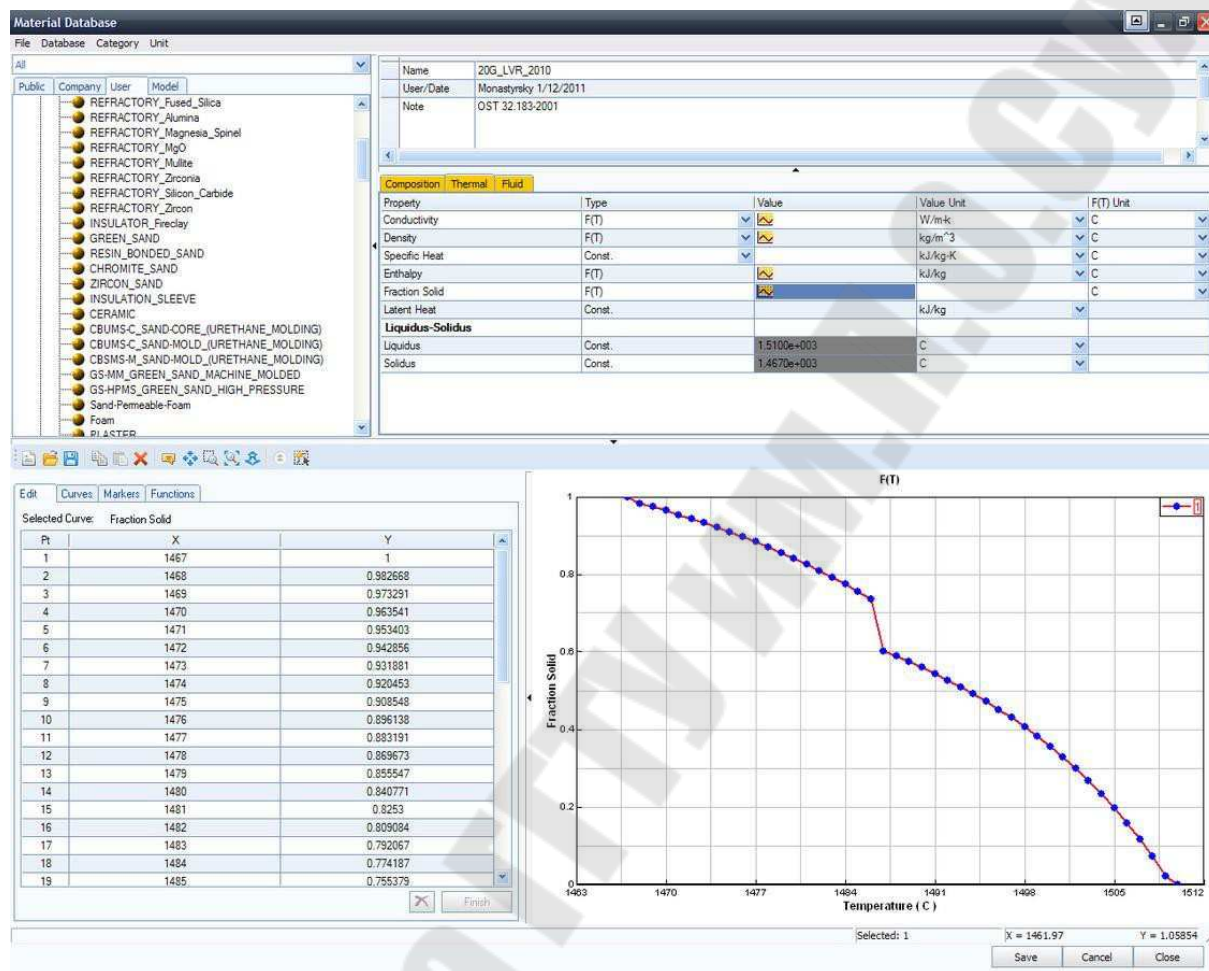 Material Database
File Database Category Unit
All
Public Company User Model
REFRACTORY_Fused_Silica
REFRACTORY_Alumina
REFRACTORY_Magnesia_Spinel
REFRACTORY_MgO
REFRACTORY_Mullite
REFRACTORY_Zirconia
REFRACTORY_Silicon_Carbide
REFRACTORY_Zircon
INSULATOR_Fireclay
GREEN_SAND
RESIN_BONDED_SAND
CHROMITE_SAND
ZIRCON_SAND
INSULATION_SLEEVE
CERAMIC
CBUMS-C_SAND-CORE_(URETHANE_MOLDING)
CBUMS-C_SAND-MOLD_(URETHANE_MOLDING)
CBSMS-M_SAND-MOLD_(URETHANE_MOLDING)
GS-MM_GREEN_SAND_MACHINE_MOLDED
GS-HPMS_GREEN_SAND_HIGH_PRESSURE
Sand-Permeable-Foam
Foam
PLASTER
Name 20G_LVR_2010
User/Date Monastyrsky 1/12/2011
Note OST 32.183-2001
Composition Thermal Fluid
Property Type Value Value Unit F(T) Unit
Conductivity F(T) W/m-k C
Density F(T) kg/m^3 C
Specific Heat Const. kJ/kg-K C
Enthalpy F(T) kJ/kg C
Fraction Solid F(T) C
Latent Heat Const. kJ/kg
Liquidus-Solidus
Liquidus Const. 1.5100e+003 C
Solidus Const. 1.4670e+003 C
Edit Curves Markers Functions
Selected Curve: Fraction Solid
Pt X Y
1 1467 1
2 1468 0.982668
3 1469 0.973291
4 1470 0.963541
5 1471 0.953403
6 1472 0.942856
7 1473 0.931881
8 1474 0.920453
9 1475 0.908548
10 1476 0.896138
11 1477 0.883191
12 1478 0.869673
13 1479 0.855547
14 1480 0.840771
15 1481 0.8253
16 1482 0.809084
17 1483 0.792067
18 1484 0.774187
19 1485 0.755379
Finish
F(T)
1
1
0.8
0.6
0.4
0.2
0
Fraction Solid
1463 1470 1477 1484 1491 1498 1505 1512
Temperature ( C )
Selected: 1 X = 1461.97 Y = 1.05854
Save Cancel Close